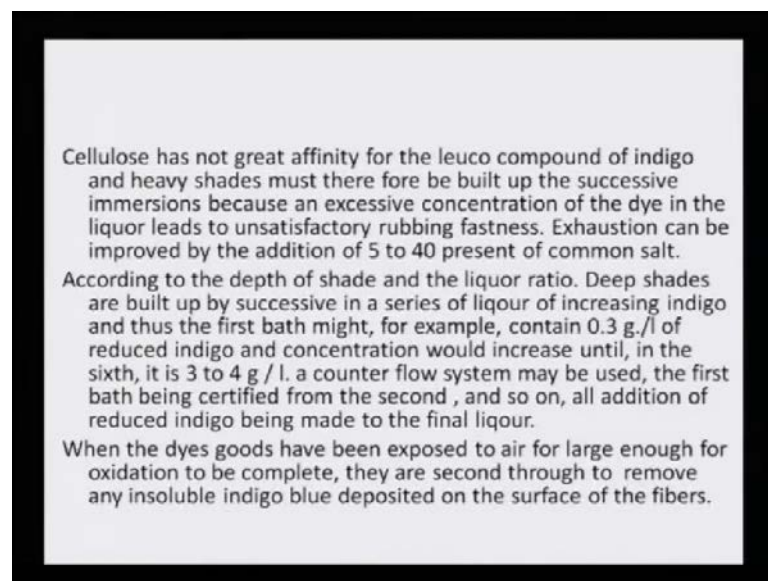 Cellulose has not great affinity for the leuco compound of indigo
and heavy shades must there fore be built up the successive
immersions because an excessive concentration of the dye in the
liquor leads to unsatisfactory rubbing fastness. Exhaustion can be
improved by the addition of 5 to 40 present of common salt.
According to the depth of shade and the liquor ratio. Deep shades
are built up by successive in a series of liqour of increasing indigo
and thus the first bath might, for example, contain 0.3 g./l of
reduced indigo and concentration would increase until, in the
sixth, it is 3 to 4 g / l. a counter flow system may be used, the first
bath being certified from the second , and so on, all addition of
reduced indigo being made to the final liqour.
When the dyes goods have been exposed to air for large enough for
oxidation to be complete, they are second through to remove
any insoluble indigo blue deposited on the surface of the fibers.